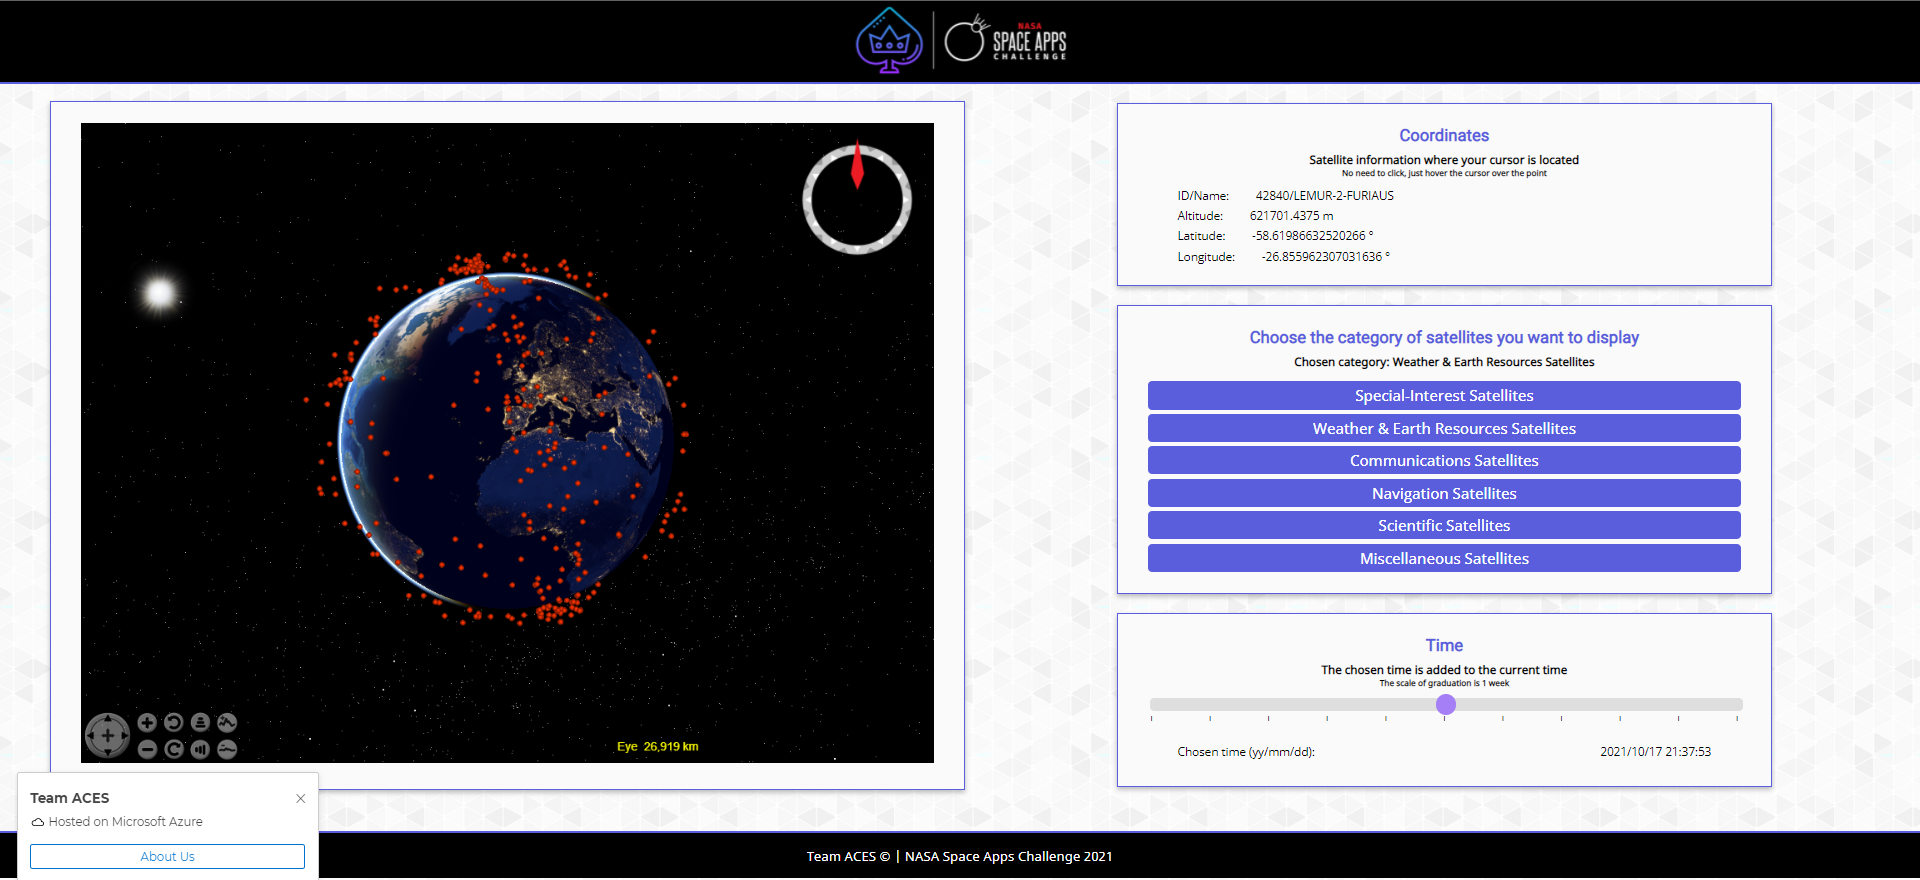 NASA
SPACE APPS
CHALLENGE
Eye 26,919 km
Coordinates
Satellite information where your cursor is located
No need to click, just hover the cursor over the point
ID/Name: 42840/LEMUR-2-FURIAUS
Altitude: 621701.4375 m
Latitude: -58.61986632520266 °
Longitude: -26.855962307031636 °
Choose the category of satellites you want to display
Chosen category: Weather & Earth Resources Satellites
Special-Interest Satellites
Weather & Earth Resources Satellites
Communications Satellites
Navigation Satellites
Scientific Satellites
Miscellaneous Satellites
Time
The chosen time is added to the current time
The scale of graduation is 1 week
Chosen time (yy/mm/dd): 2021/10/17 21:37:53
Team ACES
Hosted on Microsoft Azure
About Us
Team ACES © | NASA Space Apps Challenge 2021